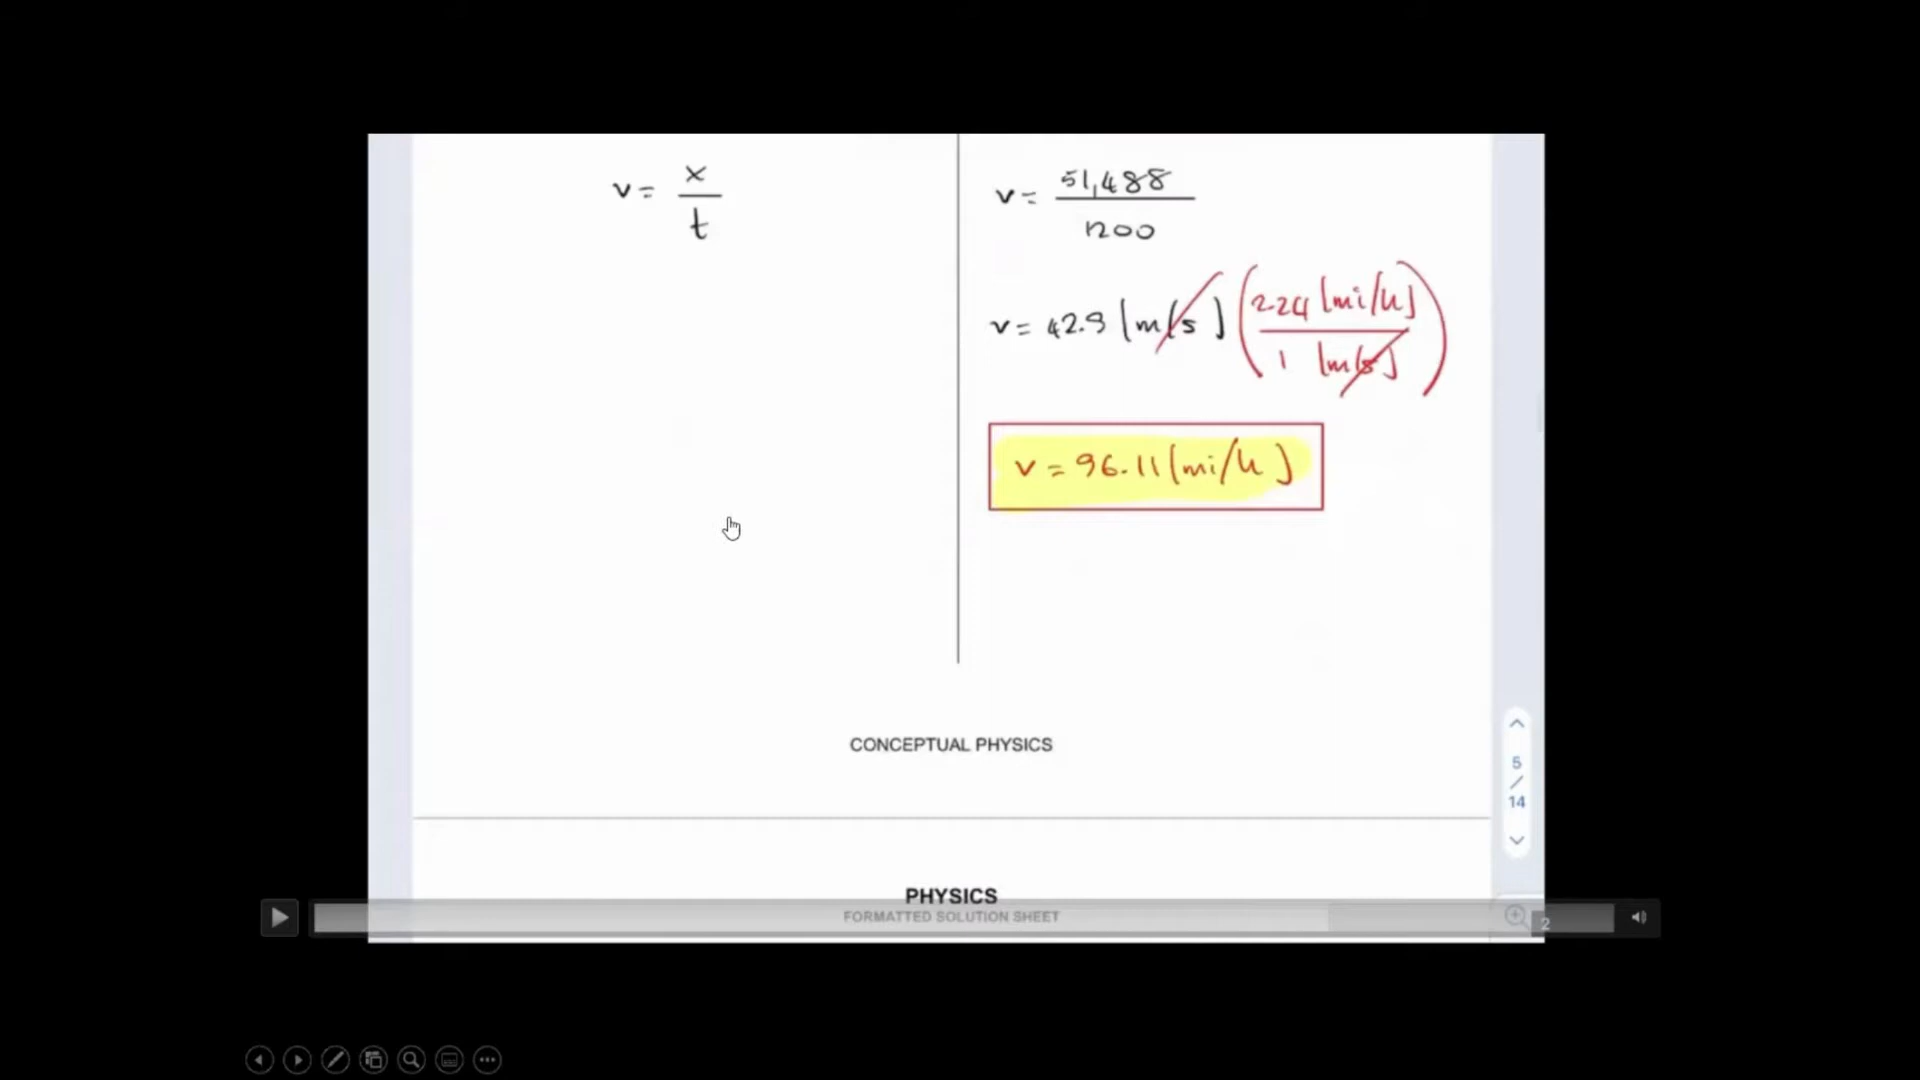 v = x / t
v = 51,488 / 1200
v = 42.9 [m/s] (2.24 [mi/h] / 1 [m/s])
v = 96.11 [mi/h]
CONCEPTUAL PHYSICS
5
/
14
PHYSICS
FORMATTED SOLUTION SHEET
2